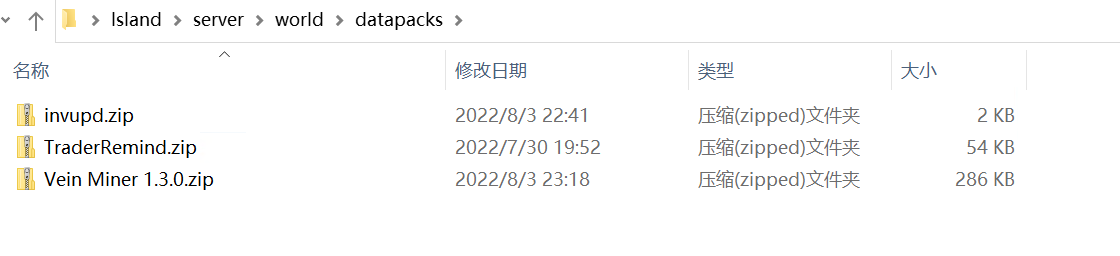 Island server world datapacks
名称 修改日期 类型 大小
invupd.zip 2022/8/3 22:41 压缩(zipped)文件夹 2 KB
TraderRemind.zip 2022/7/30 19:52 压缩(zipped)文件夹 54 KB
Vein Miner 1.3.0.zip 2022/8/3 23:18 压缩(zipped)文件夹 286 KB